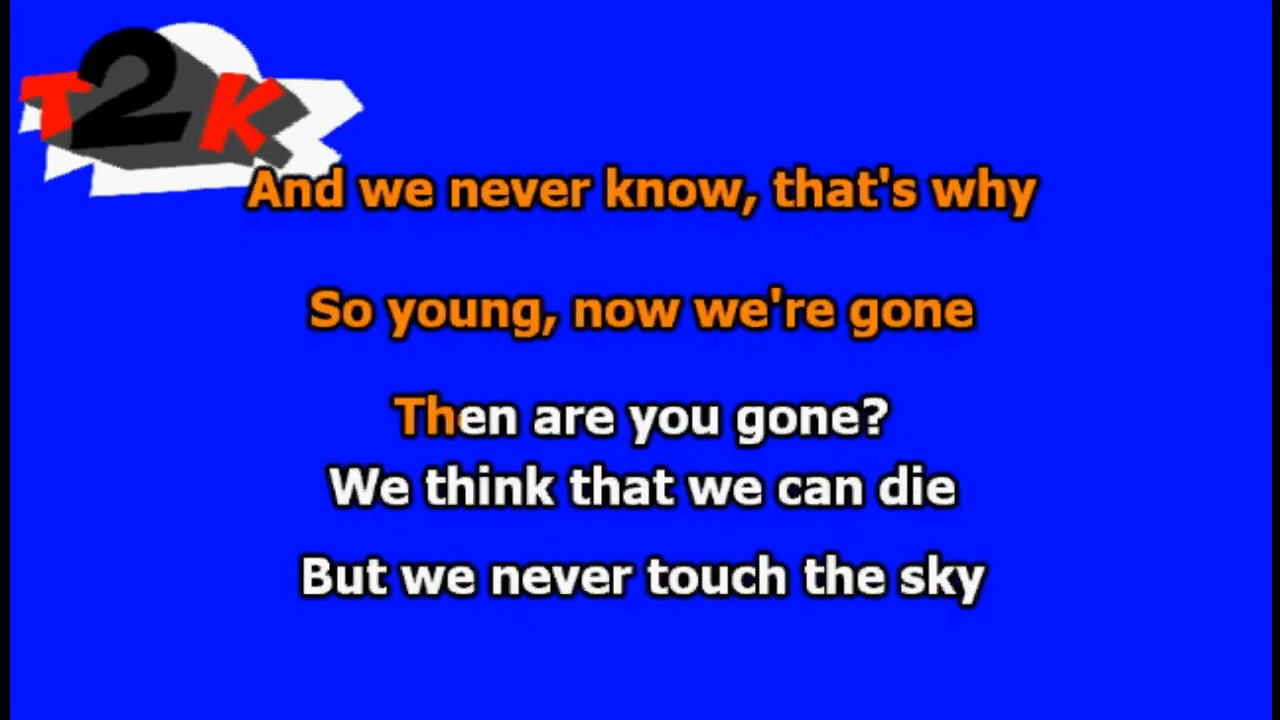 T2K
And we never know, that's why
So young, now we're gone
Then are you gone?
We think that we can die
But we never touch the sky